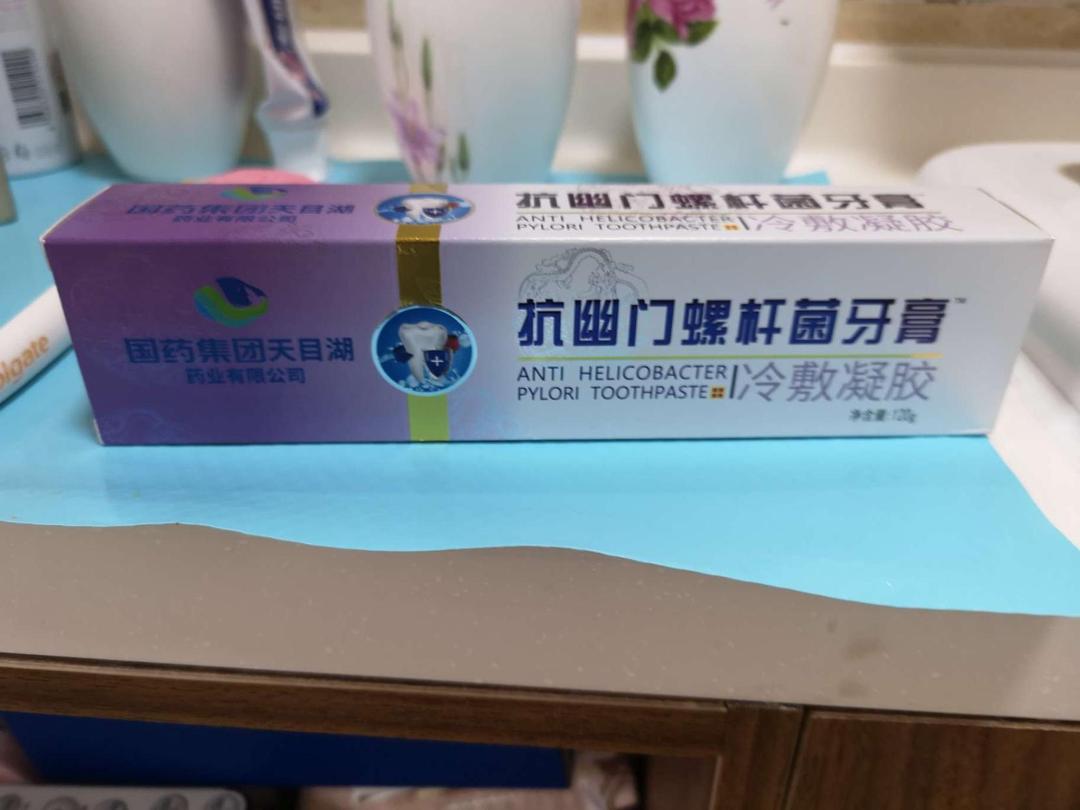 国药集团天目湖
药业有限公司
抗幽门螺杆菌牙膏
ANTI HELICOBACTER
PYLORI TOOTHPASTE
冷敷凝胶
国药集团天目湖
药业有限公司
抗幽门螺杆菌牙膏™
ANTI HELICOBACTER
PYLORI TOOTHPASTE
冷敷凝胶
净含量:120g